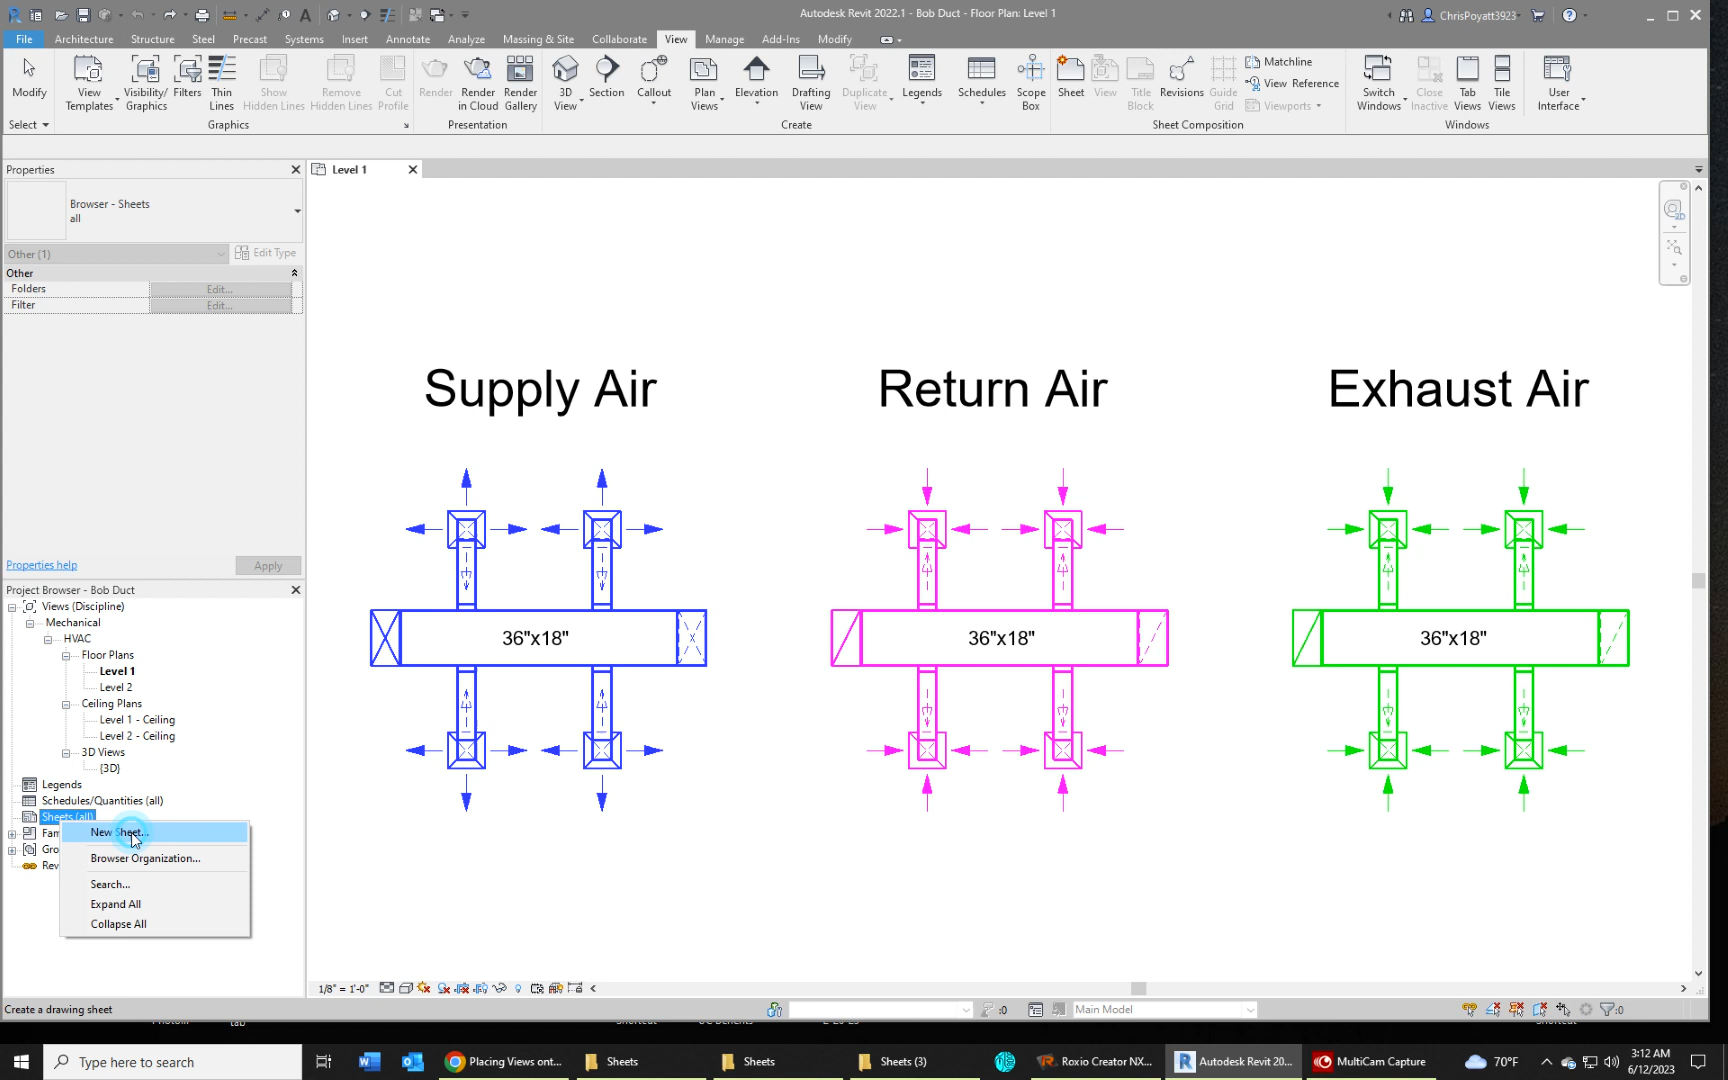 Autodesk Revit 2022.1 - Bob Duct - Floor Plan: Level 1
ChrisPoyatt3923
File
Architecture
Structure
Steel
Precast
Systems
Insert
Annotate
Analyze
Massing & Site
Collaborate
View
Manage
Add-Ins
Modify
Modify
View Templates
Visibility/ Graphics
Filters
Thin Lines
Show Hidden Lines
Remove Hidden Lines
Cut Profile
Render
Render in Cloud
Render Gallery
3D View
Section
Callout
Plan Views
Elevation
Drafting View
Duplicate View
Legends
Schedules
Scope Box
Sheet
View
Title Block
Revisions
Guide Grid
Matchline
View Reference
Viewports
Switch Windows
Close Inactive
Tab Views
Tile Views
User Interface
Select
Graphics
Presentation
Create
Sheet Composition
Windows
Properties
Level 1
Browser - Sheets
all
Other (1)
Edit Type
Other
Folders
Edit...
Filter
Edit...
Properties help
Apply
Project Browser - Bob Duct
Views (Discipline)
Mechanical
HVAC
Floor Plans
Level 1
Level 2
Ceiling Plans
Level 1 - Ceiling
Level 2 - Ceiling
3D Views
{3D}
Legends
Schedules/Quantities (all)
Sheets (all)
Fam
Gro
Rev
New Sheet...
Browser Organization...
Search...
Expand All
Collapse All
Supply Air
Return Air
Exhaust Air
36"x18"
36"x18"
36"x18"
1/8" = 1'-0"
Create a drawing sheet
:0
Main Model
:0
tab
Type here to search
Placing Views ont...
Sheets
Sheets
Sheets (3)
Roxio Creator NX...
Autodesk Revit 20...
MultiCam Capture
70°F
3:12 AM
6/12/2023